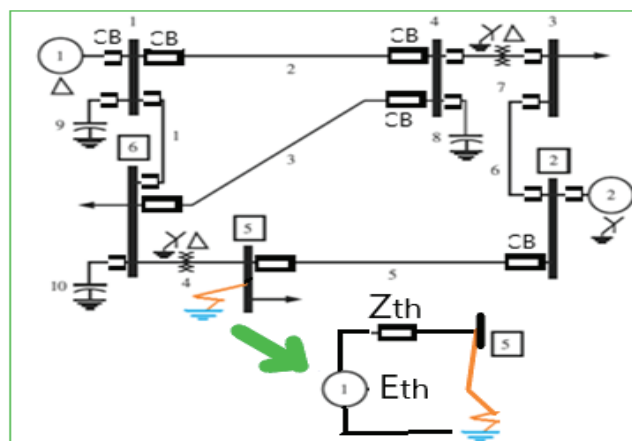 1 4 3
CB CB CB
1 2 7
Y Δ
Δ
9 1 CB 8
3 6
6 2
2
Y Δ 5 CB Y
10 4 5
Zth
5
1 Eth